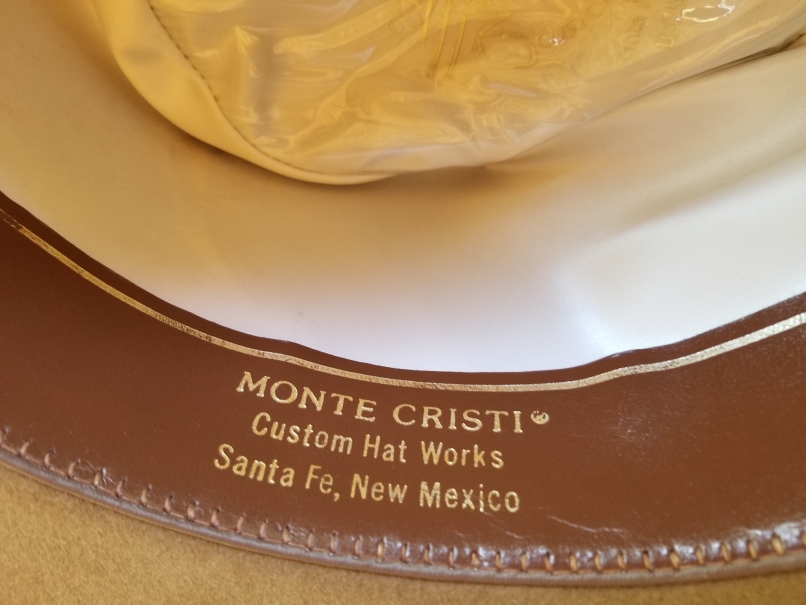 MONTE CRISTI
Custom Hat Works
Santa Fe, New Mexico